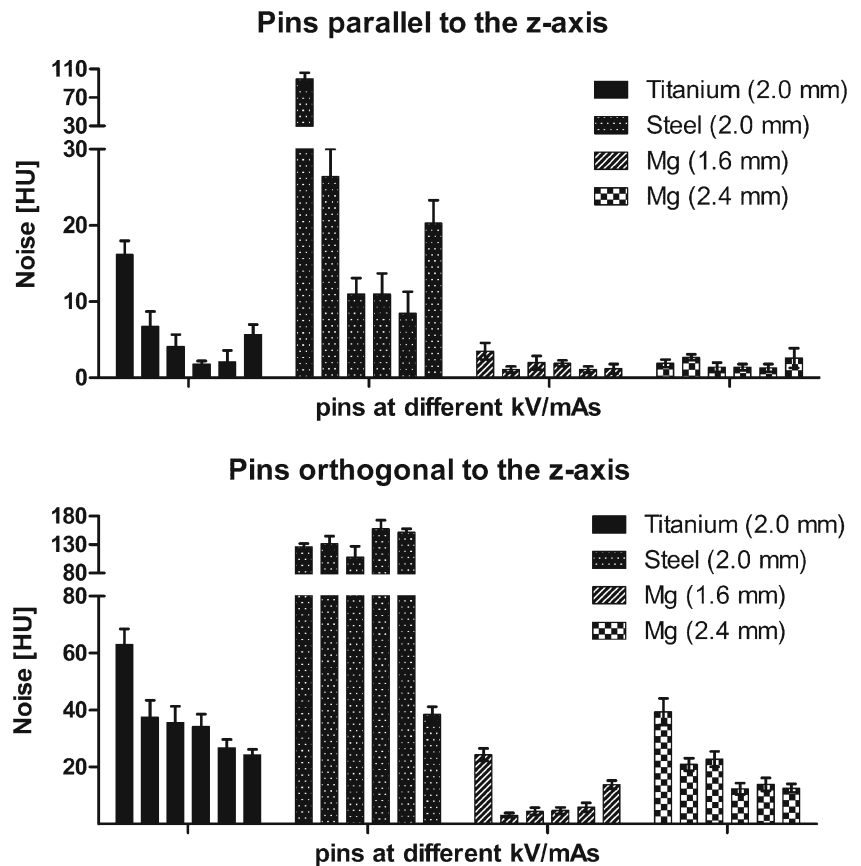 Pins parallel to the z-axis
110
70
30
30
20
10
0
Noise [HU]
Titanium (2.0 mm)
Steel (2.0 mm)
Mg (1.6 mm)
Mg (2.4 mm)
pins at different kV/mAs
Pins orthogonal to the z-axis
180
130
80
80
60
40
20
Noise [HU]
Titanium (2.0 mm)
Steel (2.0 mm)
Mg (1.6 mm)
Mg (2.4 mm)
pins at different kV/mAs